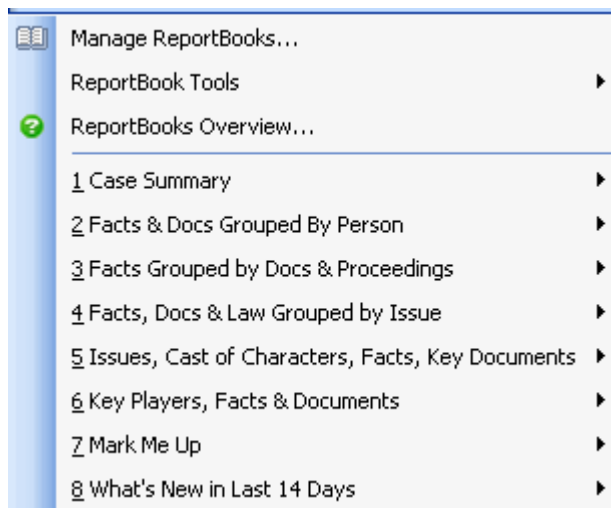 Manage ReportBooks...
ReportBook Tools
ReportBooks Overview...
1 Case Summary
2 Facts & Docs Grouped By Person
3 Facts Grouped by Docs & Proceedings
4 Facts, Docs & Law Grouped by Issue
5 Issues, Cast of Characters, Facts, Key Documents
6 Key Players, Facts & Documents
7 Mark Me Up
8 What's New in Last 14 Days